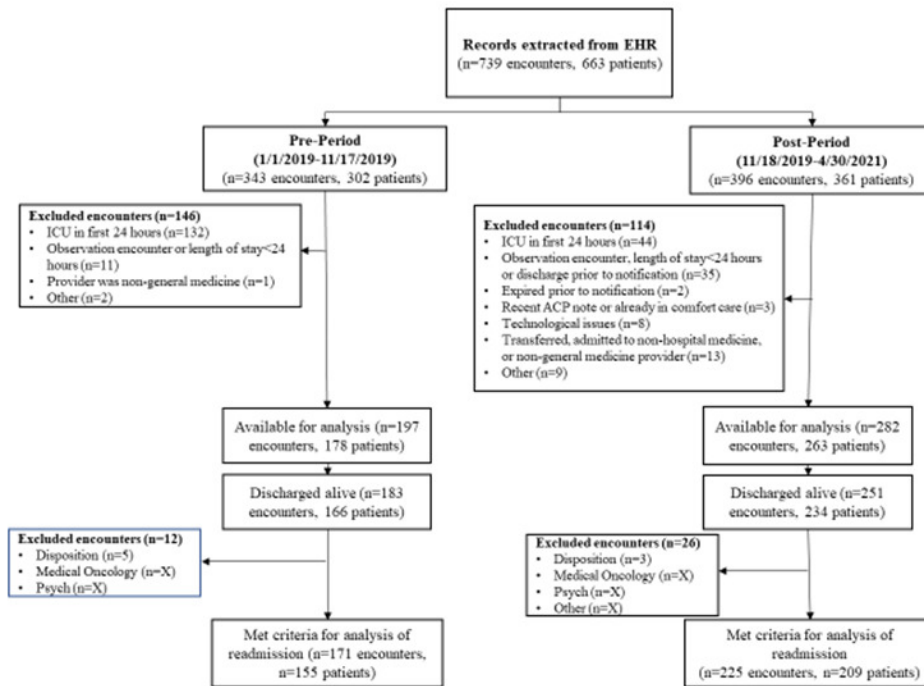 Records extracted from EHR
(n=739 encounters, 663 patients)
Pre-Period
(1/1/2019-11/17/2019)
(n=343 encounters, 302 patients)
Post-Period
(11/18/2019-4/30/2021)
(n=396 encounters, 361 patients)
Excluded encounters (n=146)
• ICU in first 24 hours (n=132)
• Observation encounter or length of stay<24
hours (n=11)
• Provider was non-general medicine (n=1)
• Other (n=2)
Excluded encounters (n=114)
• ICU in first 24 hours (n=44)
• Observation encounter, length of stay<24 hours
or discharge prior to notification (n=35)
• Expired prior to notification (n=2)
• Recent ACP note or already in comfort care (n=3)
• Technological issues (n=8)
• Transferred, admitted to non-hospital medicine,
or non-general medicine provider (n=13)
• Other (n=9)
Available for analysis (n=197
encounters, 178 patients)
Available for analysis (n=282
encounters, 263 patients)
Discharged alive (n=183
encounters, 166 patients)
Discharged alive (n=251
encounters, 234 patients)
Excluded encounters (n=12)
• Disposition (n=5)
• Medical Oncology (n=X)
• Psych (n=X)
Excluded encounters (n=26)
• Disposition (n=3)
• Medical Oncology (n=X)
• Psych (n=X)
• Other (n=X)
Met criteria for analysis of
readmission (n=171 encounters,
n=155 patients)
Met criteria for analysis of
readmission
(n=225 encounters, n=209 patients)